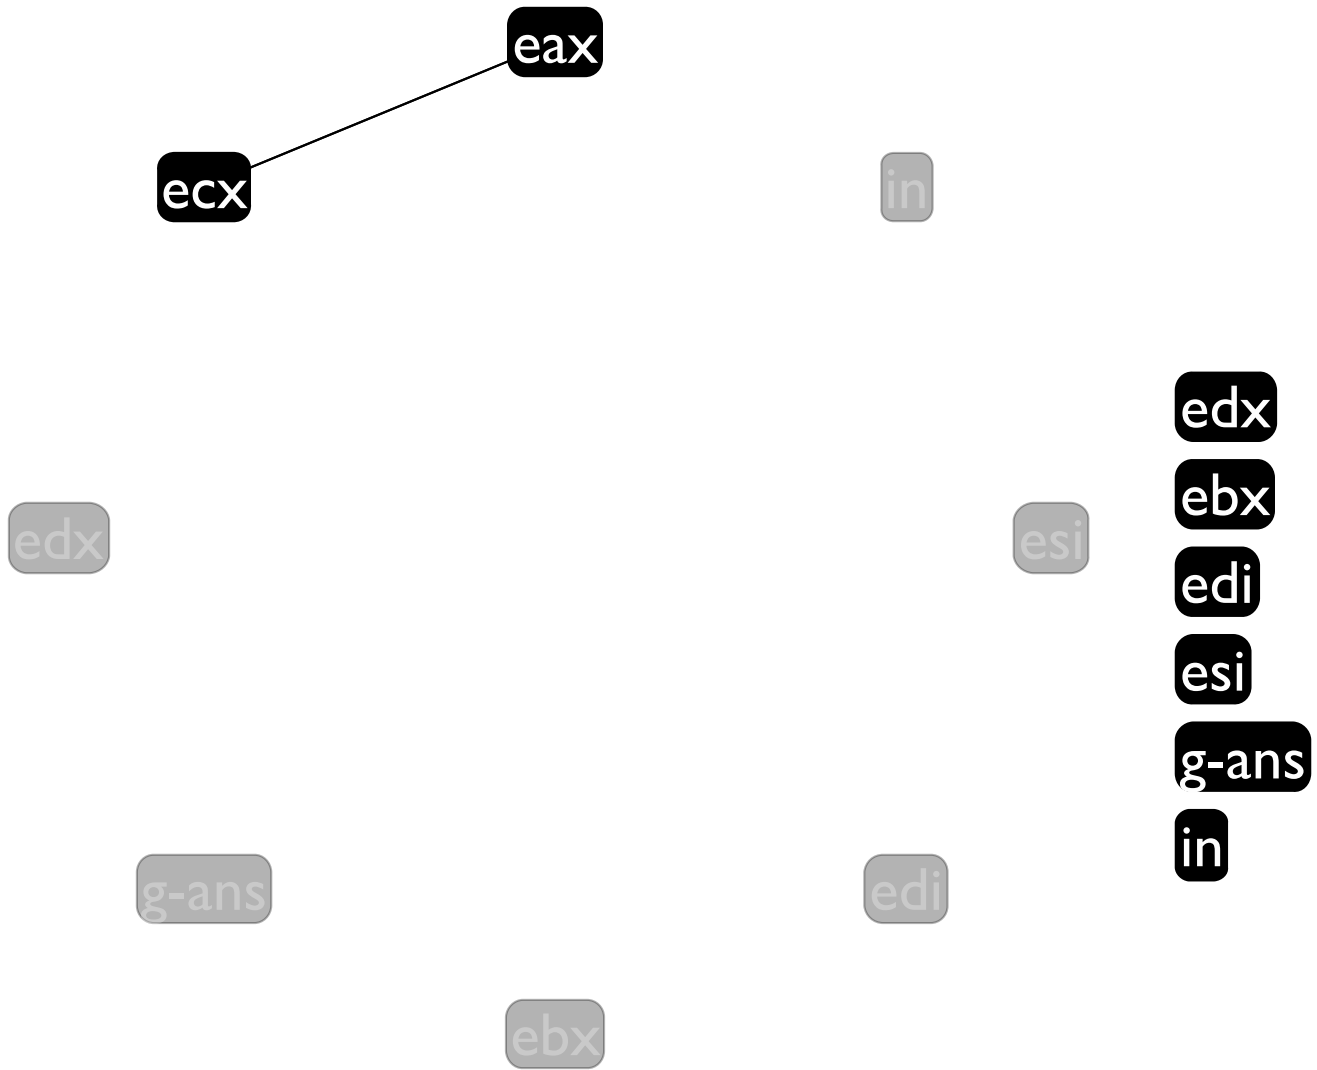 eax
ecx
in
edx
ebx
edx
esi
edi
esi
g-ans
in
g-ans
edi
ebx